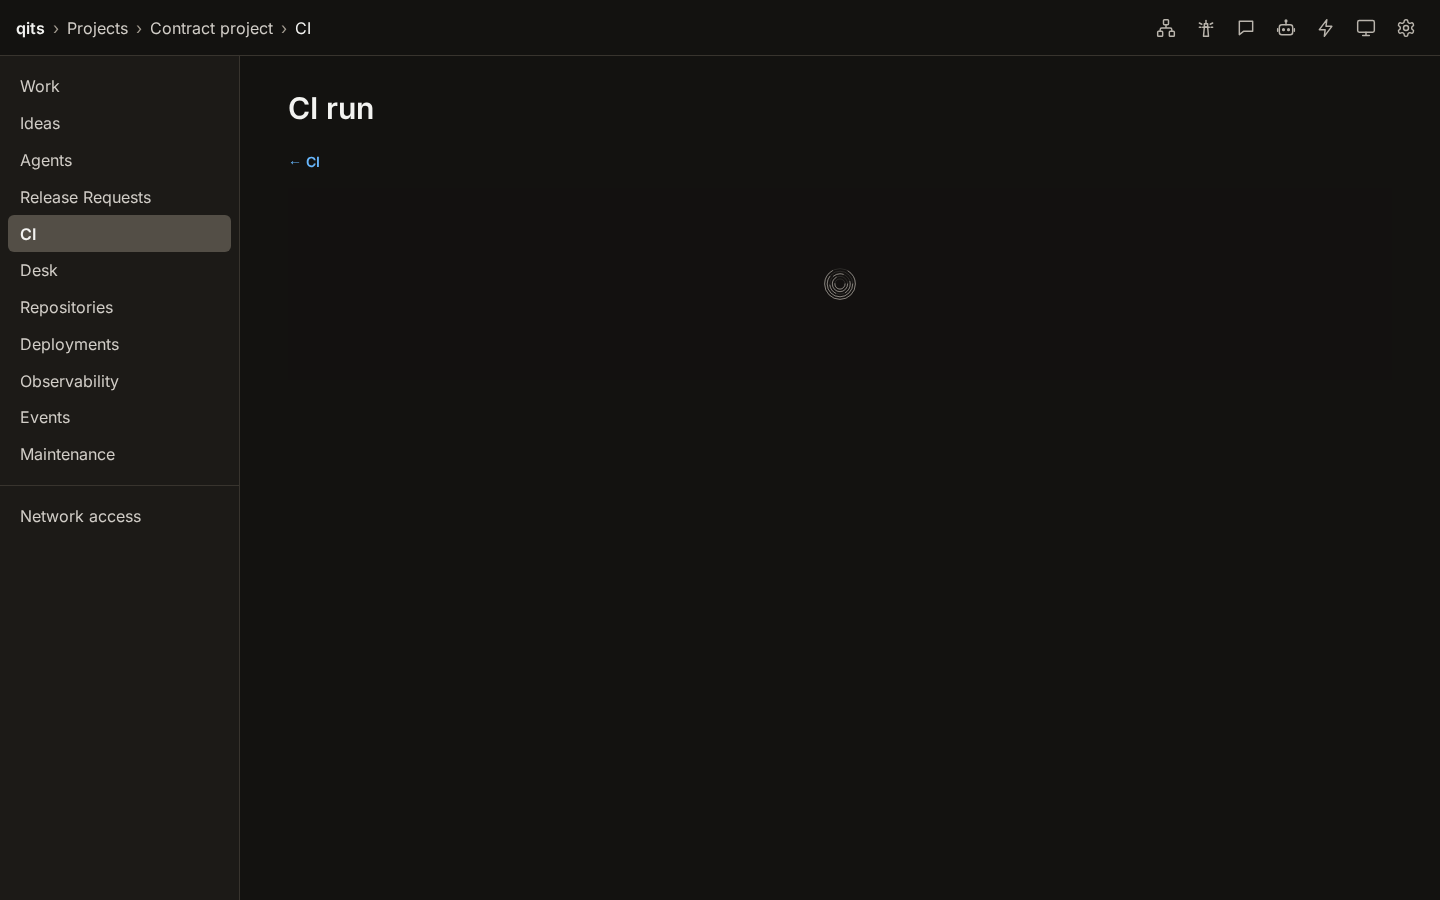 qits › Projects › Contract project › CI
Work
Ideas
Agents
Release Requests
CI
Desk
Repositories
Deployments
Observability
Events
Maintenance
Network access
CI run
← CI